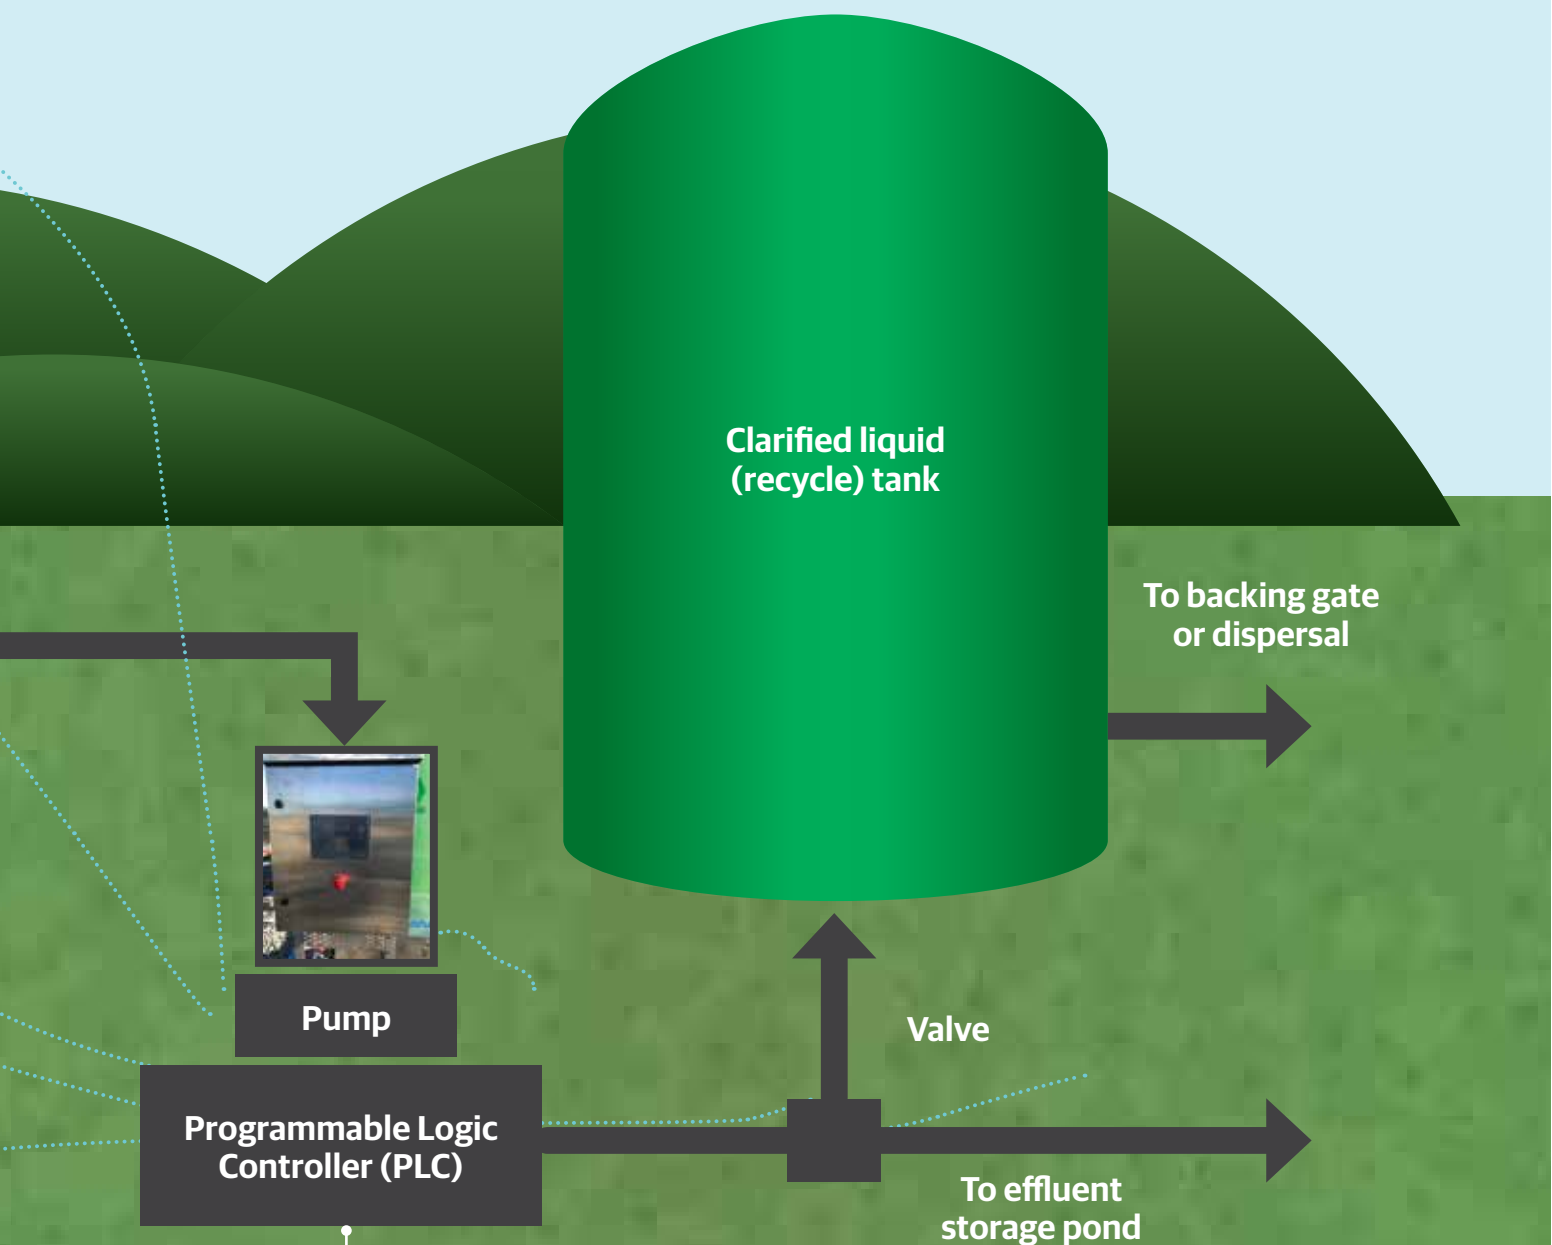 Clarified liquid
(recycle) tank
To backing gate
or dispersal
Pump
Valve
Programmable Logic
Controller (PLC)
To effluent
storage pond